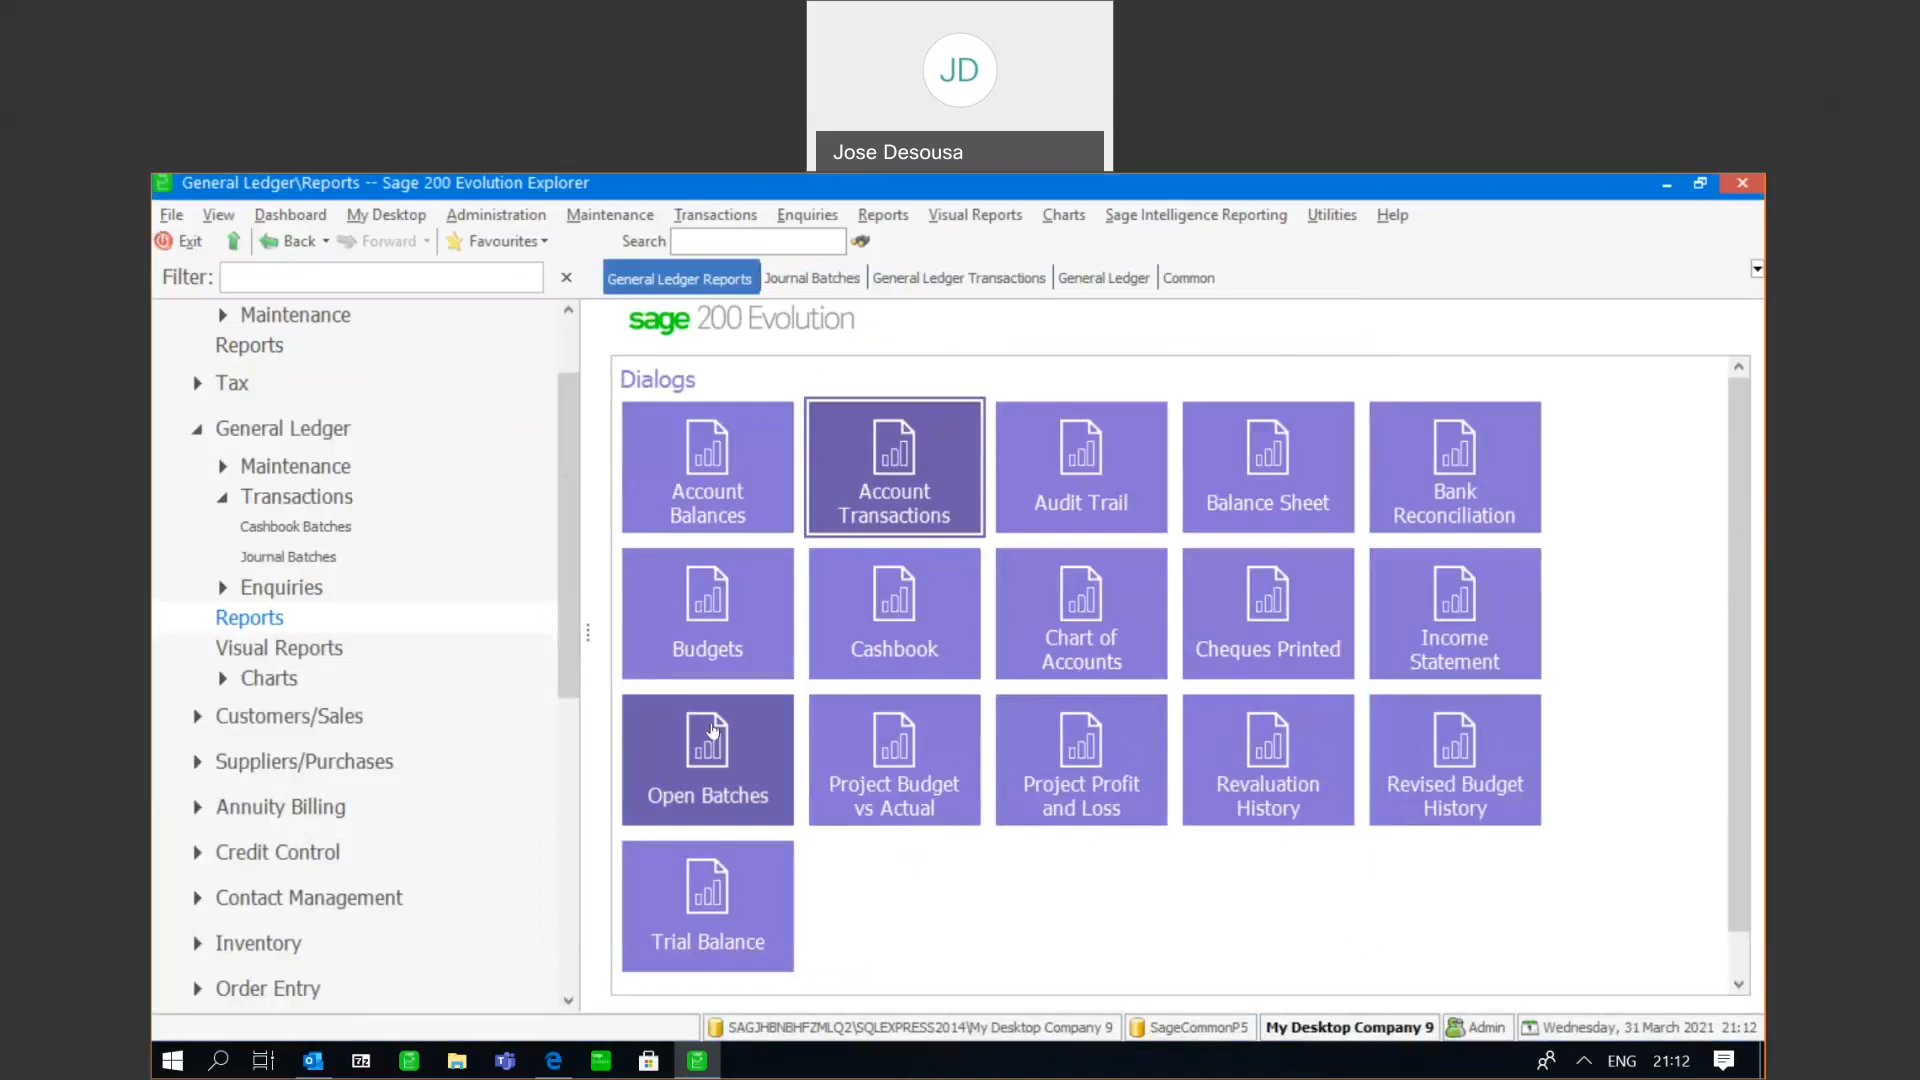 JD
Jose Desousa
General Ledger\Reports -- Sage 200 Evolution Explorer
File View Dashboard My Desktop Administration Maintenance Transactions Enquiries Reports Visual Reports Charts Sage Intelligence Reporting Utilities Help
Exit Back Forward Favourites Search
Filter:
General Ledger Reports Journal Batches General Ledger Transactions General Ledger Common
Maintenance
Reports
Tax
General Ledger
Maintenance
Transactions
Cashbook Batches
Journal Batches
Enquiries
Reports
Visual Reports
Charts
Customers/Sales
Suppliers/Purchases
Annuity Billing
Credit Control
Contact Management
Inventory
Order Entry
sage 200 Evolution
Dialogs
Account
Balances
Account
Transactions
Audit Trail
Balance Sheet
Bank
Reconciliation
Budgets
Cashbook
Chart of
Accounts
Cheques Printed
Income
Statement
Open Batches
Project Budget
vs Actual
Project Profit
and Loss
Revaluation
History
Revised Budget
History
Trial Balance
SAGJHBNBHFZMLQ2\SQLEXPRESS2014\My Desktop Company 9 SageCommonP5 My Desktop Company 9 Admin Wednesday, 31 March 2021 21:12
ENG 21:12